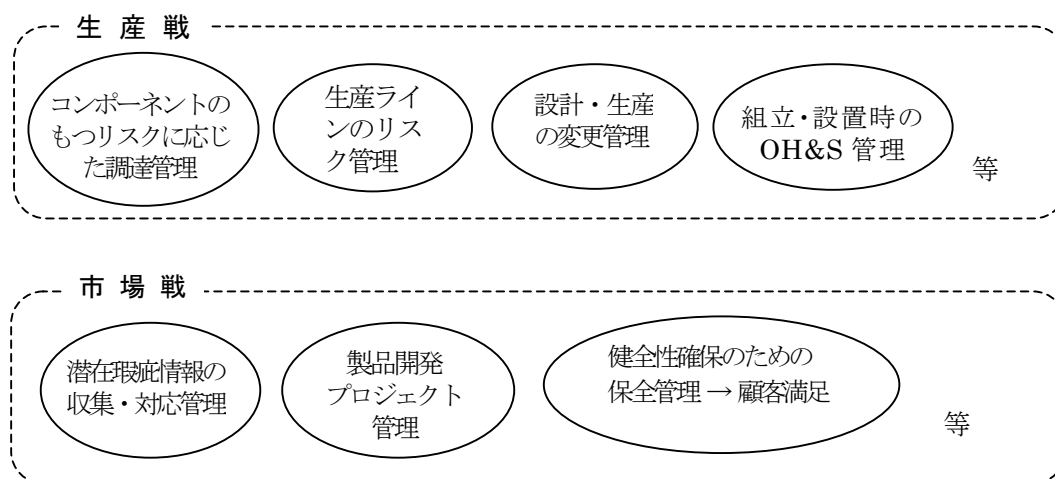 生産戦
コンポーネントの
もつリスクに応じ
た調達管理
生産ライ
ンのリス
ク管理
設計・生産
の変更管理
組立・設置時の
OH&S 管理
等
市場戦
潜在瑕疵情報の
収集・対応管理
製品開発
プロジェクト
管理
健全性確保のための
保全管理 → 顧客満足
等